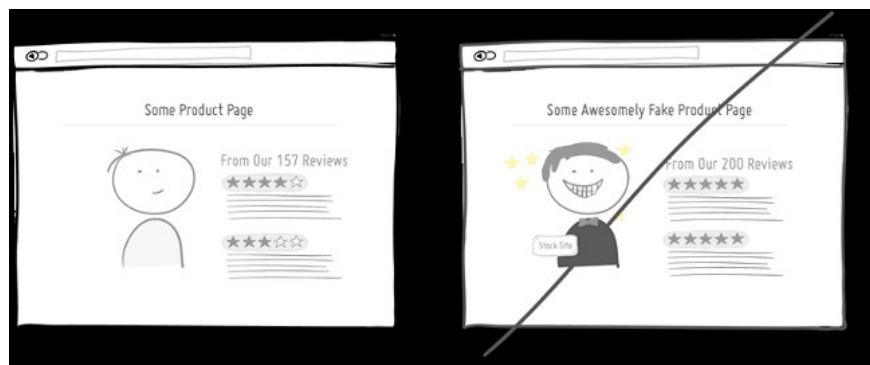 Some Product Page
From Our 157 Reviews
Some Awesomely Fake Product Page
From Our 200 Reviews
Stock Site